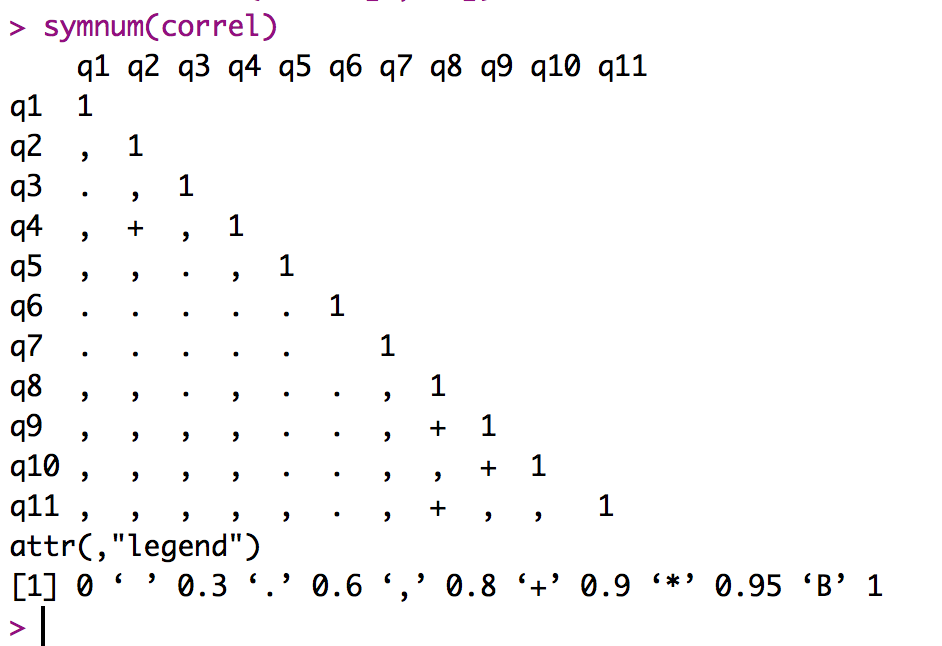 > symnum(correl)
    q1 q2 q3 q4 q5 q6 q7 q8 q9 q10 q11
q1  1
q2  ,  1
q3  .  ,  1
q4  ,  +  ,  1
q5  ,  ,  .  ,  1
q6  .  .  .  .  .  1
q7  .  .  .  .  .     1
q8  ,  ,  .  ,  .  .  ,  1
q9  ,  ,  ,  ,  .  .  ,  +  1
q10 ,  ,  ,  ,  .  .  ,  ,  +  1
q11 ,  ,  ,  ,  ,  .  ,  +  ,  ,   1
attr(,"legend")
[1] 0 ‘ ’ 0.3 ‘.’ 0.6 ‘,’ 0.8 ‘+’ 0.9 ‘*’ 0.95 ‘B’ 1
>